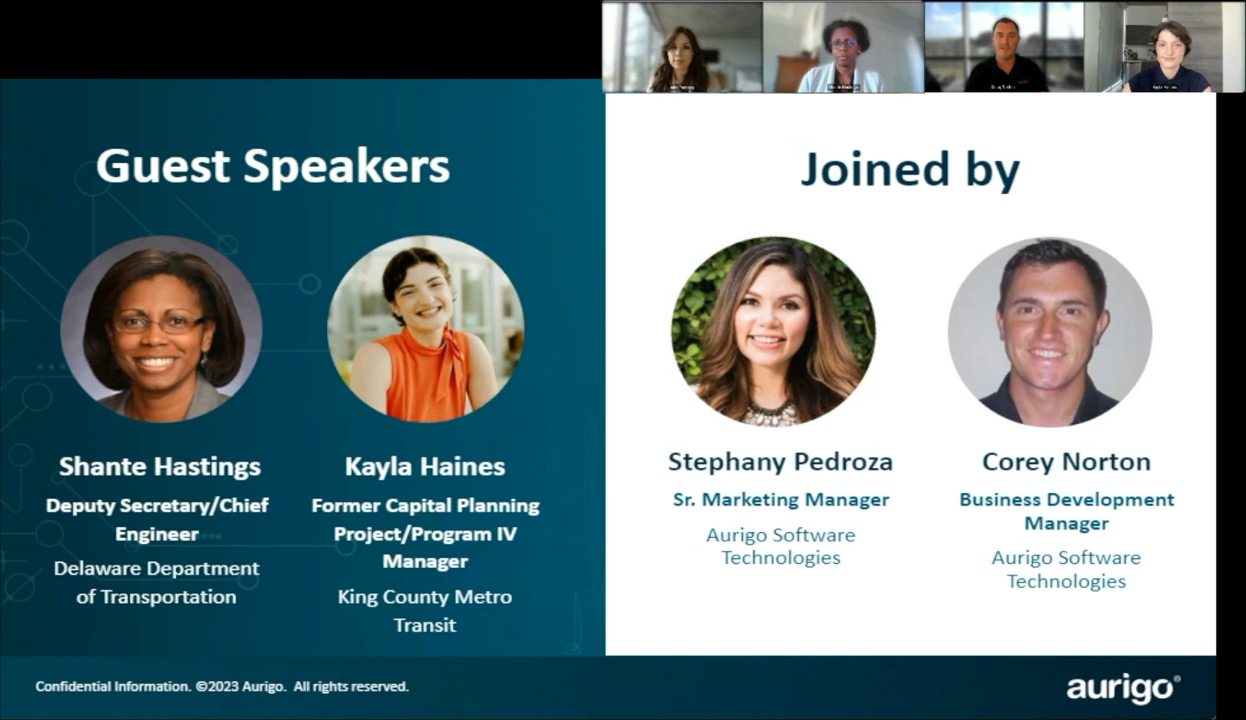 Guest Speakers
Shante Hastings
Deputy Secretary/Chief
Engineer
Delaware Department
of Transportation
Kayla Haines
Former Capital Planning
Project/Program IV
Manager
King County Metro
Transit
Joined by
Stephany Pedroza
Sr. Marketing Manager
Aurigo Software
Technologies
Corey Norton
Business Development
Manager
Aurigo Software
Technologies
Confidential Information. ©2023 Aurigo. All rights reserved.
aurigo®